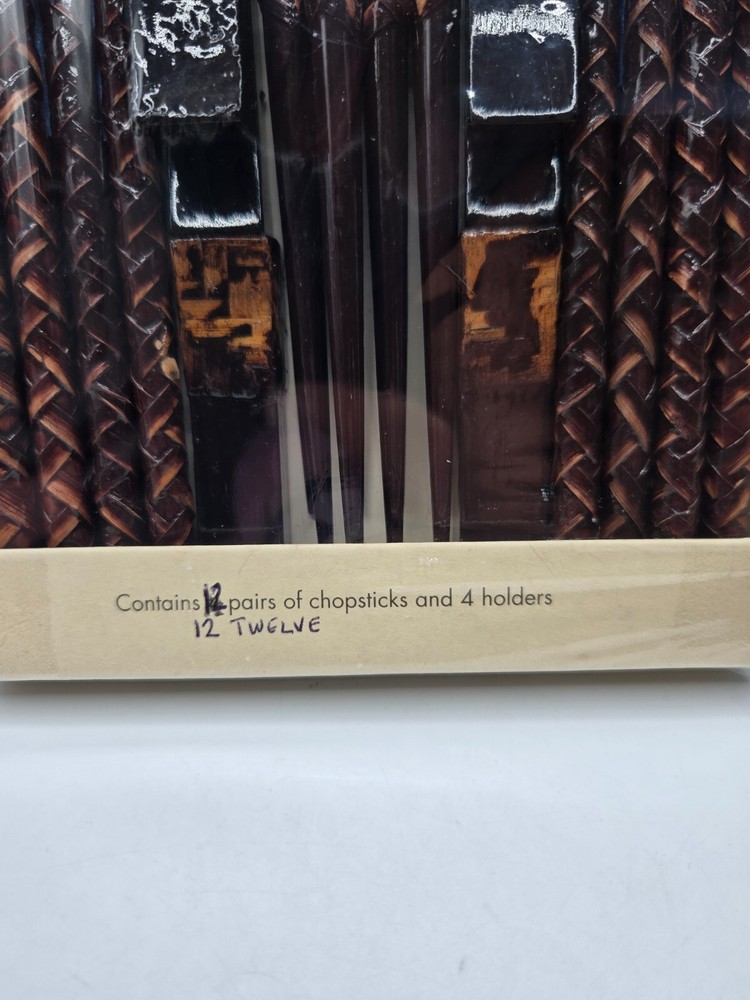 Contains 12 pairs of chopsticks and 4 holders
12 TWELVE